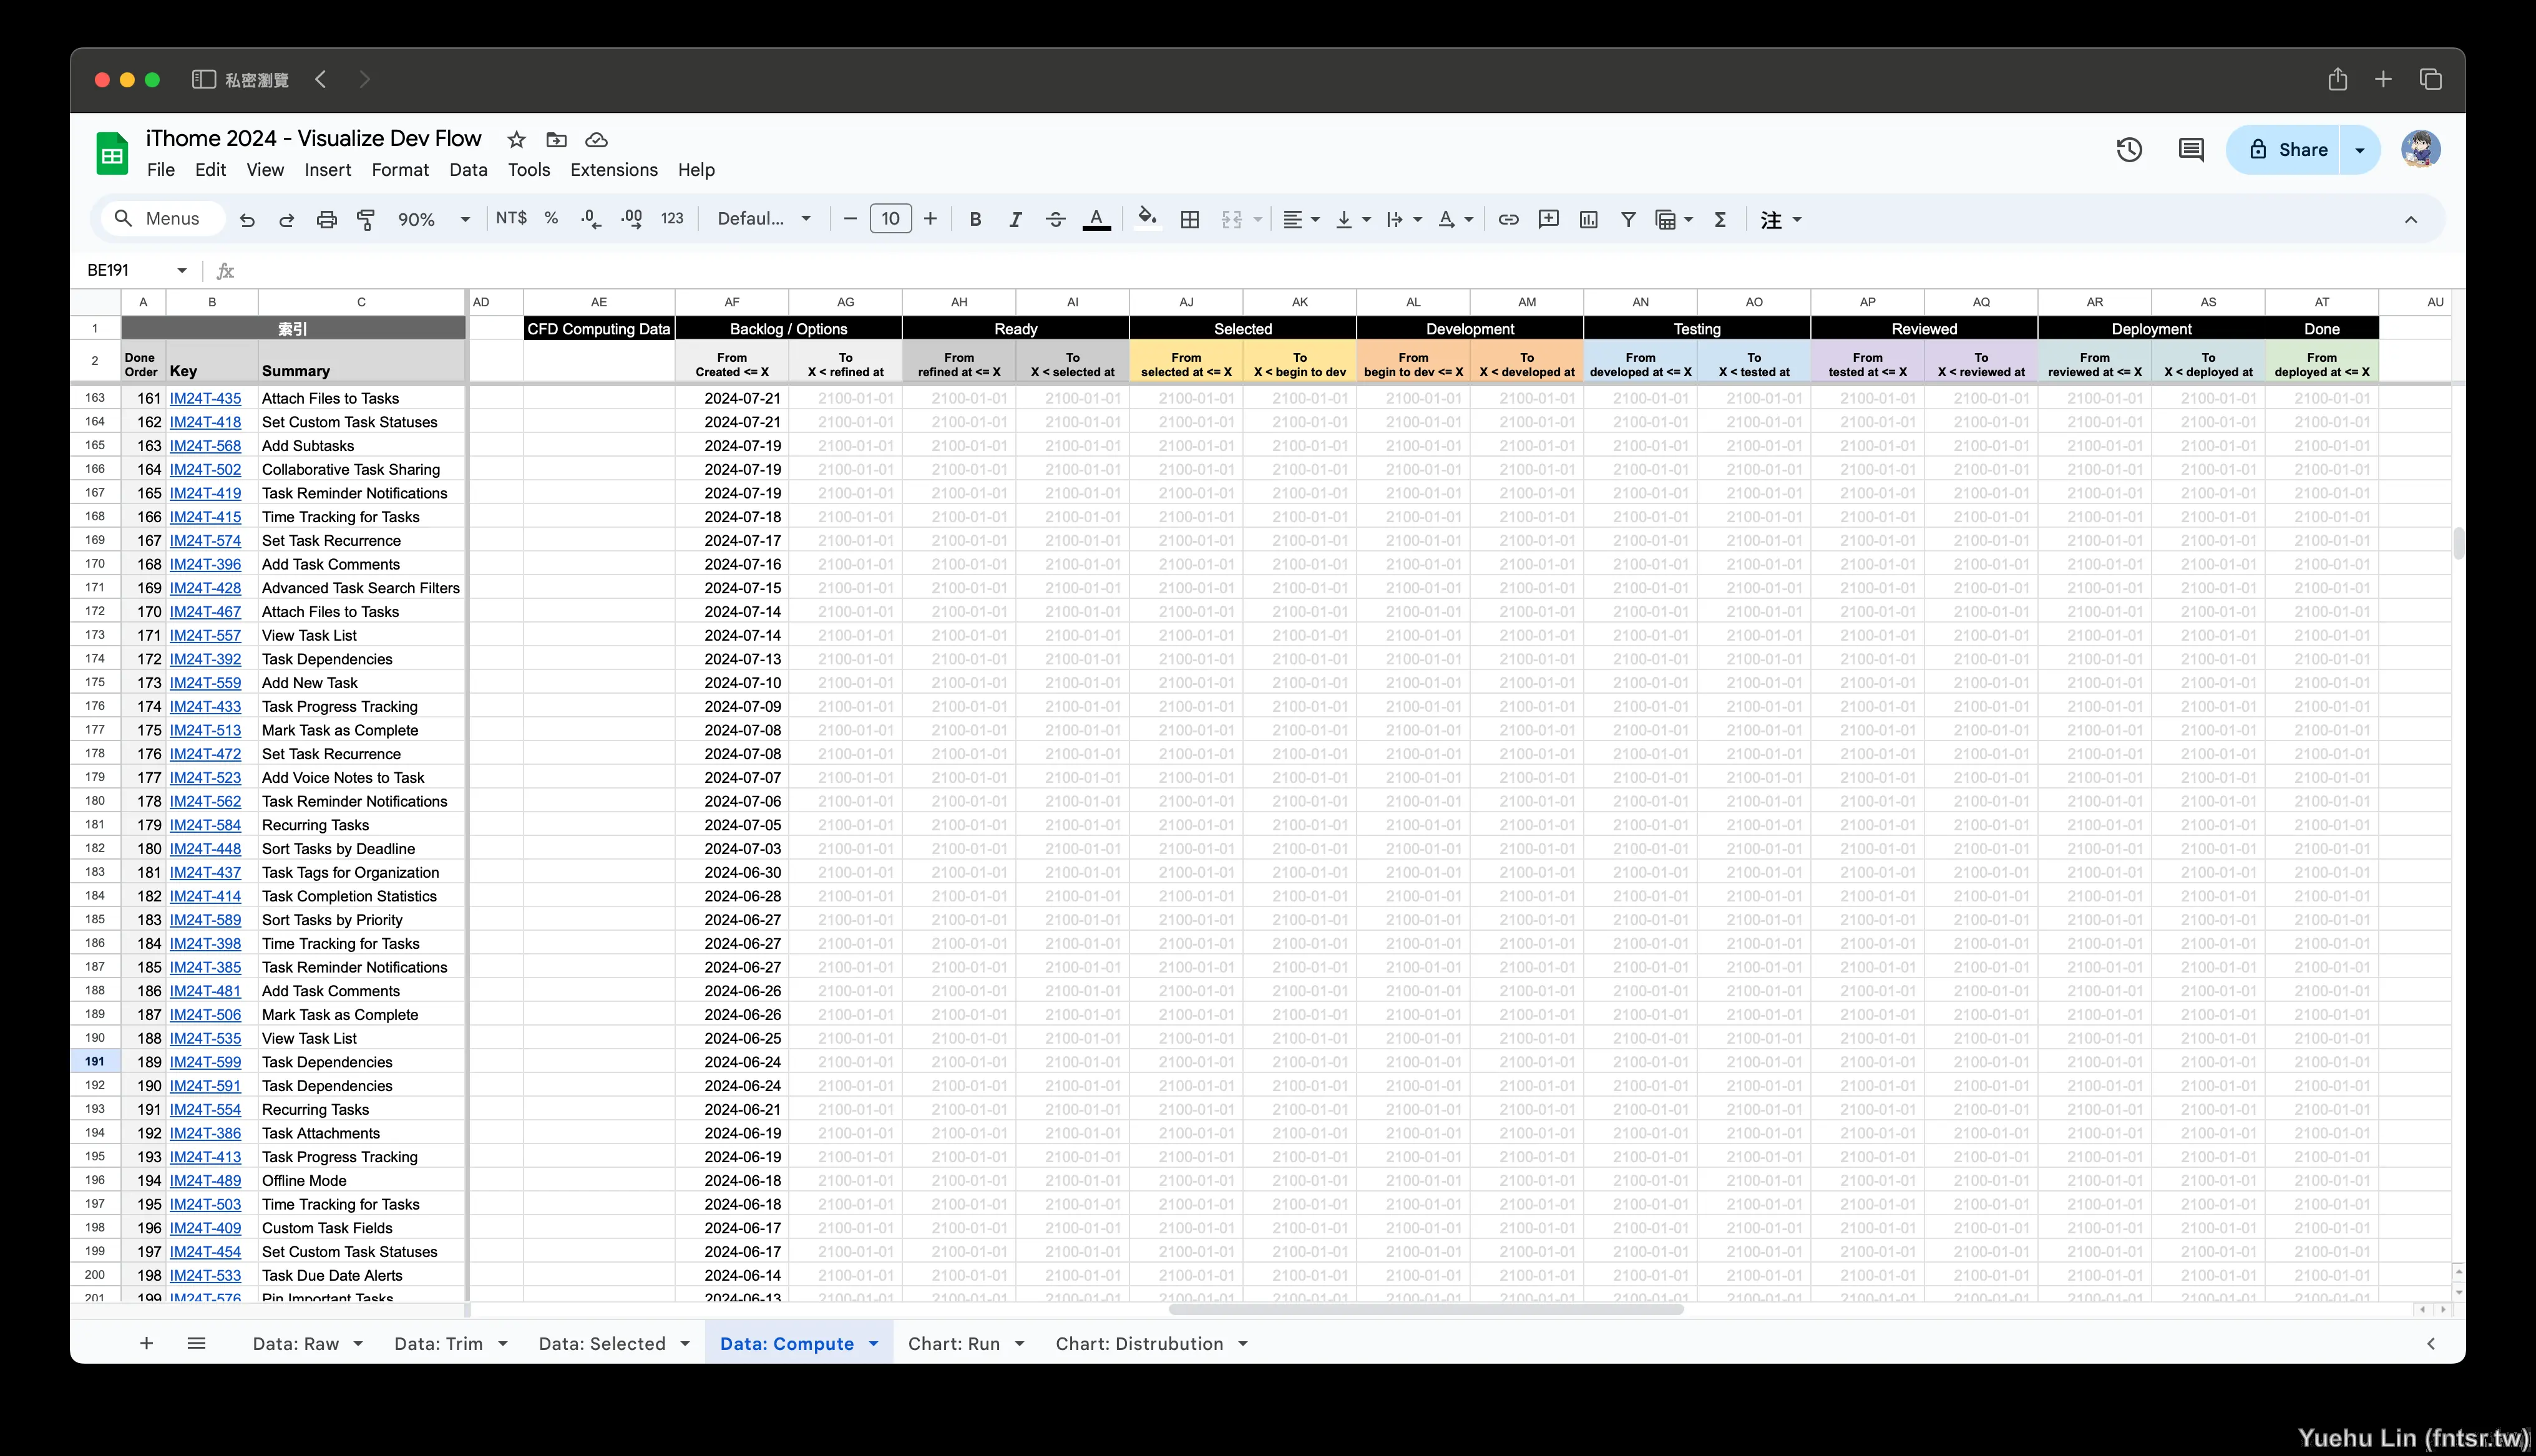 私密瀏覽
iThome 2024 - Visualize Dev Flow
File Edit View Insert Format Data Tools Extensions Help
Share
Menus 90% NT$ % .0 .00 123 Defaul... 10 B I A 注
BE191 fx
A B C AD AE AF AG AH AI AJ AK AL AM AN AO AP AQ AR AS AT AU
1 索引 CFD Computing Data Backlog / Options Ready Selected Development Testing Reviewed Deployment Done
2 Done Order Key Summary From Created <= X To X < refined at From refined at <= X To X < selected at From selected at <= X To X < begin to dev From begin to dev <= X To X < developed at From developed at <= X To X < tested at From tested at <= X To X < reviewed at From reviewed at <= X To X < deployed at From deployed at <= X
163 161 IM24T-435 Attach Files to Tasks 2024-07-21 2100-01-01 2100-01-01 2100-01-01 2100-01-01 2100-01-01 2100-01-01 2100-01-01 2100-01-01 2100-01-01 2100-01-01 2100-01-01 2100-01-01 2100-01-01 2100-01-01
164 162 IM24T-418 Set Custom Task Statuses 2024-07-21 2100-01-01 2100-01-01 2100-01-01 2100-01-01 2100-01-01 2100-01-01 2100-01-01 2100-01-01 2100-01-01 2100-01-01 2100-01-01 2100-01-01 2100-01-01 2100-01-01
165 163 IM24T-568 Add Subtasks 2024-07-19 2100-01-01 2100-01-01 2100-01-01 2100-01-01 2100-01-01 2100-01-01 2100-01-01 2100-01-01 2100-01-01 2100-01-01 2100-01-01 2100-01-01 2100-01-01 2100-01-01
166 164 IM24T-502 Collaborative Task Sharing 2024-07-19 2100-01-01 2100-01-01 2100-01-01 2100-01-01 2100-01-01 2100-01-01 2100-01-01 2100-01-01 2100-01-01 2100-01-01 2100-01-01 2100-01-01 2100-01-01 2100-01-01
167 165 IM24T-419 Task Reminder Notifications 2024-07-19 2100-01-01 2100-01-01 2100-01-01 2100-01-01 2100-01-01 2100-01-01 2100-01-01 2100-01-01 2100-01-01 2100-01-01 2100-01-01 2100-01-01 2100-01-01 2100-01-01
168 166 IM24T-415 Time Tracking for Tasks 2024-07-18 2100-01-01 2100-01-01 2100-01-01 2100-01-01 2100-01-01 2100-01-01 2100-01-01 2100-01-01 2100-01-01 2100-01-01 2100-01-01 2100-01-01 2100-01-01 2100-01-01
169 167 IM24T-574 Set Task Recurrence 2024-07-17 2100-01-01 2100-01-01 2100-01-01 2100-01-01 2100-01-01 2100-01-01 2100-01-01 2100-01-01 2100-01-01 2100-01-01 2100-01-01 2100-01-01 2100-01-01 2100-01-01
170 168 IM24T-396 Add Task Comments 2024-07-16 2100-01-01 2100-01-01 2100-01-01 2100-01-01 2100-01-01 2100-01-01 2100-01-01 2100-01-01 2100-01-01 2100-01-01 2100-01-01 2100-01-01 2100-01-01 2100-01-01
171 169 IM24T-428 Advanced Task Search Filters 2024-07-15 2100-01-01 2100-01-01 2100-01-01 2100-01-01 2100-01-01 2100-01-01 2100-01-01 2100-01-01 2100-01-01 2100-01-01 2100-01-01 2100-01-01 2100-01-01 2100-01-01
172 170 IM24T-467 Attach Files to Tasks 2024-07-14 2100-01-01 2100-01-01 2100-01-01 2100-01-01 2100-01-01 2100-01-01 2100-01-01 2100-01-01 2100-01-01 2100-01-01 2100-01-01 2100-01-01 2100-01-01 2100-01-01
173 171 IM24T-557 View Task List 2024-07-14 2100-01-01 2100-01-01 2100-01-01 2100-01-01 2100-01-01 2100-01-01 2100-01-01 2100-01-01 2100-01-01 2100-01-01 2100-01-01 2100-01-01 2100-01-01 2100-01-01
174 172 IM24T-392 Task Dependencies 2024-07-13 2100-01-01 2100-01-01 2100-01-01 2100-01-01 2100-01-01 2100-01-01 2100-01-01 2100-01-01 2100-01-01 2100-01-01 2100-01-01 2100-01-01 2100-01-01 2100-01-01
175 173 IM24T-559 Add New Task 2024-07-10 2100-01-01 2100-01-01 2100-01-01 2100-01-01 2100-01-01 2100-01-01 2100-01-01 2100-01-01 2100-01-01 2100-01-01 2100-01-01 2100-01-01 2100-01-01 2100-01-01
176 174 IM24T-433 Task Progress Tracking 2024-07-09 2100-01-01 2100-01-01 2100-01-01 2100-01-01 2100-01-01 2100-01-01 2100-01-01 2100-01-01 2100-01-01 2100-01-01 2100-01-01 2100-01-01 2100-01-01 2100-01-01
177 175 IM24T-513 Mark Task as Complete 2024-07-08 2100-01-01 2100-01-01 2100-01-01 2100-01-01 2100-01-01 2100-01-01 2100-01-01 2100-01-01 2100-01-01 2100-01-01 2100-01-01 2100-01-01 2100-01-01 2100-01-01
178 176 IM24T-472 Set Task Recurrence 2024-07-08 2100-01-01 2100-01-01 2100-01-01 2100-01-01 2100-01-01 2100-01-01 2100-01-01 2100-01-01 2100-01-01 2100-01-01 2100-01-01 2100-01-01 2100-01-01 2100-01-01
179 177 IM24T-523 Add Voice Notes to Task 2024-07-07 2100-01-01 2100-01-01 2100-01-01 2100-01-01 2100-01-01 2100-01-01 2100-01-01 2100-01-01 2100-01-01 2100-01-01 2100-01-01 2100-01-01 2100-01-01 2100-01-01
180 178 IM24T-562 Task Reminder Notifications 2024-07-06 2100-01-01 2100-01-01 2100-01-01 2100-01-01 2100-01-01 2100-01-01 2100-01-01 2100-01-01 2100-01-01 2100-01-01 2100-01-01 2100-01-01 2100-01-01 2100-01-01
181 179 IM24T-584 Recurring Tasks 2024-07-05 2100-01-01 2100-01-01 2100-01-01 2100-01-01 2100-01-01 2100-01-01 2100-01-01 2100-01-01 2100-01-01 2100-01-01 2100-01-01 2100-01-01 2100-01-01 2100-01-01
182 180 IM24T-448 Sort Tasks by Deadline 2024-07-03 2100-01-01 2100-01-01 2100-01-01 2100-01-01 2100-01-01 2100-01-01 2100-01-01 2100-01-01 2100-01-01 2100-01-01 2100-01-01 2100-01-01 2100-01-01 2100-01-01
183 181 IM24T-437 Task Tags for Organization 2024-06-30 2100-01-01 2100-01-01 2100-01-01 2100-01-01 2100-01-01 2100-01-01 2100-01-01 2100-01-01 2100-01-01 2100-01-01 2100-01-01 2100-01-01 2100-01-01 2100-01-01
184 182 IM24T-414 Task Completion Statistics 2024-06-28 2100-01-01 2100-01-01 2100-01-01 2100-01-01 2100-01-01 2100-01-01 2100-01-01 2100-01-01 2100-01-01 2100-01-01 2100-01-01 2100-01-01 2100-01-01 2100-01-01
185 183 IM24T-589 Sort Tasks by Priority 2024-06-27 2100-01-01 2100-01-01 2100-01-01 2100-01-01 2100-01-01 2100-01-01 2100-01-01 2100-01-01 2100-01-01 2100-01-01 2100-01-01 2100-01-01 2100-01-01 2100-01-01
186 184 IM24T-398 Time Tracking for Tasks 2024-06-27 2100-01-01 2100-01-01 2100-01-01 2100-01-01 2100-01-01 2100-01-01 2100-01-01 2100-01-01 2100-01-01 2100-01-01 2100-01-01 2100-01-01 2100-01-01 2100-01-01
187 185 IM24T-385 Task Reminder Notifications 2024-06-27 2100-01-01 2100-01-01 2100-01-01 2100-01-01 2100-01-01 2100-01-01 2100-01-01 2100-01-01 2100-01-01 2100-01-01 2100-01-01 2100-01-01 2100-01-01 2100-01-01
188 186 IM24T-481 Add Task Comments 2024-06-26 2100-01-01 2100-01-01 2100-01-01 2100-01-01 2100-01-01 2100-01-01 2100-01-01 2100-01-01 2100-01-01 2100-01-01 2100-01-01 2100-01-01 2100-01-01 2100-01-01
189 187 IM24T-506 Mark Task as Complete 2024-06-26 2100-01-01 2100-01-01 2100-01-01 2100-01-01 2100-01-01 2100-01-01 2100-01-01 2100-01-01 2100-01-01 2100-01-01 2100-01-01 2100-01-01 2100-01-01 2100-01-01
190 188 IM24T-535 View Task List 2024-06-25 2100-01-01 2100-01-01 2100-01-01 2100-01-01 2100-01-01 2100-01-01 2100-01-01 2100-01-01 2100-01-01 2100-01-01 2100-01-01 2100-01-01 2100-01-01 2100-01-01
191 189 IM24T-599 Task Dependencies 2024-06-24 2100-01-01 2100-01-01 2100-01-01 2100-01-01 2100-01-01 2100-01-01 2100-01-01 2100-01-01 2100-01-01 2100-01-01 2100-01-01 2100-01-01 2100-01-01 2100-01-01
192 190 IM24T-591 Task Dependencies 2024-06-24 2100-01-01 2100-01-01 2100-01-01 2100-01-01 2100-01-01 2100-01-01 2100-01-01 2100-01-01 2100-01-01 2100-01-01 2100-01-01 2100-01-01 2100-01-01 2100-01-01
193 191 IM24T-554 Recurring Tasks 2024-06-21 2100-01-01 2100-01-01 2100-01-01 2100-01-01 2100-01-01 2100-01-01 2100-01-01 2100-01-01 2100-01-01 2100-01-01 2100-01-01 2100-01-01 2100-01-01 2100-01-01
194 192 IM24T-386 Task Attachments 2024-06-19 2100-01-01 2100-01-01 2100-01-01 2100-01-01 2100-01-01 2100-01-01 2100-01-01 2100-01-01 2100-01-01 2100-01-01 2100-01-01 2100-01-01 2100-01-01 2100-01-01
195 193 IM24T-413 Task Progress Tracking 2024-06-19 2100-01-01 2100-01-01 2100-01-01 2100-01-01 2100-01-01 2100-01-01 2100-01-01 2100-01-01 2100-01-01 2100-01-01 2100-01-01 2100-01-01 2100-01-01 2100-01-01
196 194 IM24T-489 Offline Mode 2024-06-18 2100-01-01 2100-01-01 2100-01-01 2100-01-01 2100-01-01 2100-01-01 2100-01-01 2100-01-01 2100-01-01 2100-01-01 2100-01-01 2100-01-01 2100-01-01 2100-01-01
197 195 IM24T-503 Time Tracking for Tasks 2024-06-18 2100-01-01 2100-01-01 2100-01-01 2100-01-01 2100-01-01 2100-01-01 2100-01-01 2100-01-01 2100-01-01 2100-01-01 2100-01-01 2100-01-01 2100-01-01 2100-01-01
198 196 IM24T-409 Custom Task Fields 2024-06-17 2100-01-01 2100-01-01 2100-01-01 2100-01-01 2100-01-01 2100-01-01 2100-01-01 2100-01-01 2100-01-01 2100-01-01 2100-01-01 2100-01-01 2100-01-01 2100-01-01
199 197 IM24T-454 Set Custom Task Statuses 2024-06-17 2100-01-01 2100-01-01 2100-01-01 2100-01-01 2100-01-01 2100-01-01 2100-01-01 2100-01-01 2100-01-01 2100-01-01 2100-01-01 2100-01-01 2100-01-01 2100-01-01
200 198 IM24T-533 Task Due Date Alerts 2024-06-14 2100-01-01 2100-01-01 2100-01-01 2100-01-01 2100-01-01 2100-01-01 2100-01-01 2100-01-01 2100-01-01 2100-01-01 2100-01-01 2100-01-01 2100-01-01 2100-01-01
201 199 IM24T-576 Pin Important Tasks 2024-06-13 2100-01-01 2100-01-01 2100-01-01 2100-01-01 2100-01-01 2100-01-01 2100-01-01 2100-01-01 2100-01-01 2100-01-01 2100-01-01 2100-01-01 2100-01-01 2100-01-01
Data: Raw Data: Trim Data: Selected Data: Compute Chart: Run Chart: Distrubution
Yuehu Lin (fntsr.tw)